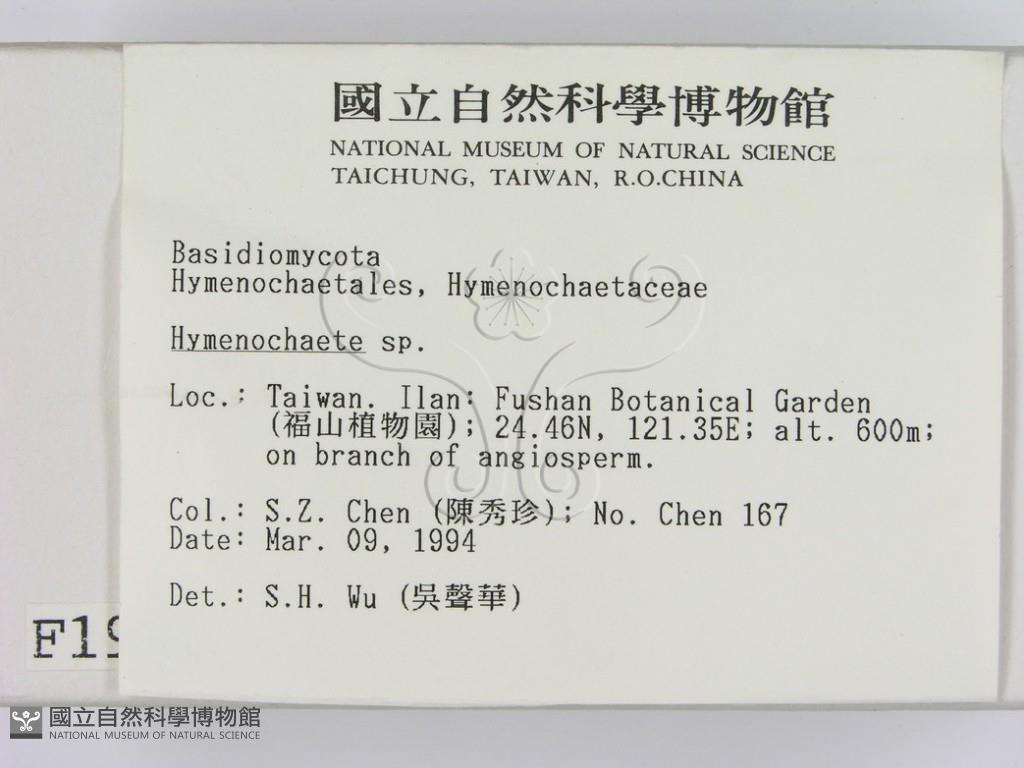 國立自然科學博物館
NATIONAL MUSEUM OF NATURAL SCIENCE
TAICHUNG, TAIWAN, R.O.CHINA
Basidiomycota
Hymenochaetales, Hymenochaetaceae
Hymenochaete sp.
Loc.: Taiwan. Ilan: Fushan Botanical Garden
(福山植物園); 24.46N, 121.35E; alt. 600m;
on branch of angiosperm.
Col.: S.Z. Chen (陳秀珍); No. Chen 167
Date: Mar. 09, 1994
Det.: S.H. Wu (吳聲華)
F19
國立自然科學博物館
NATIONAL MUSEUM OF NATURAL SCIENCE